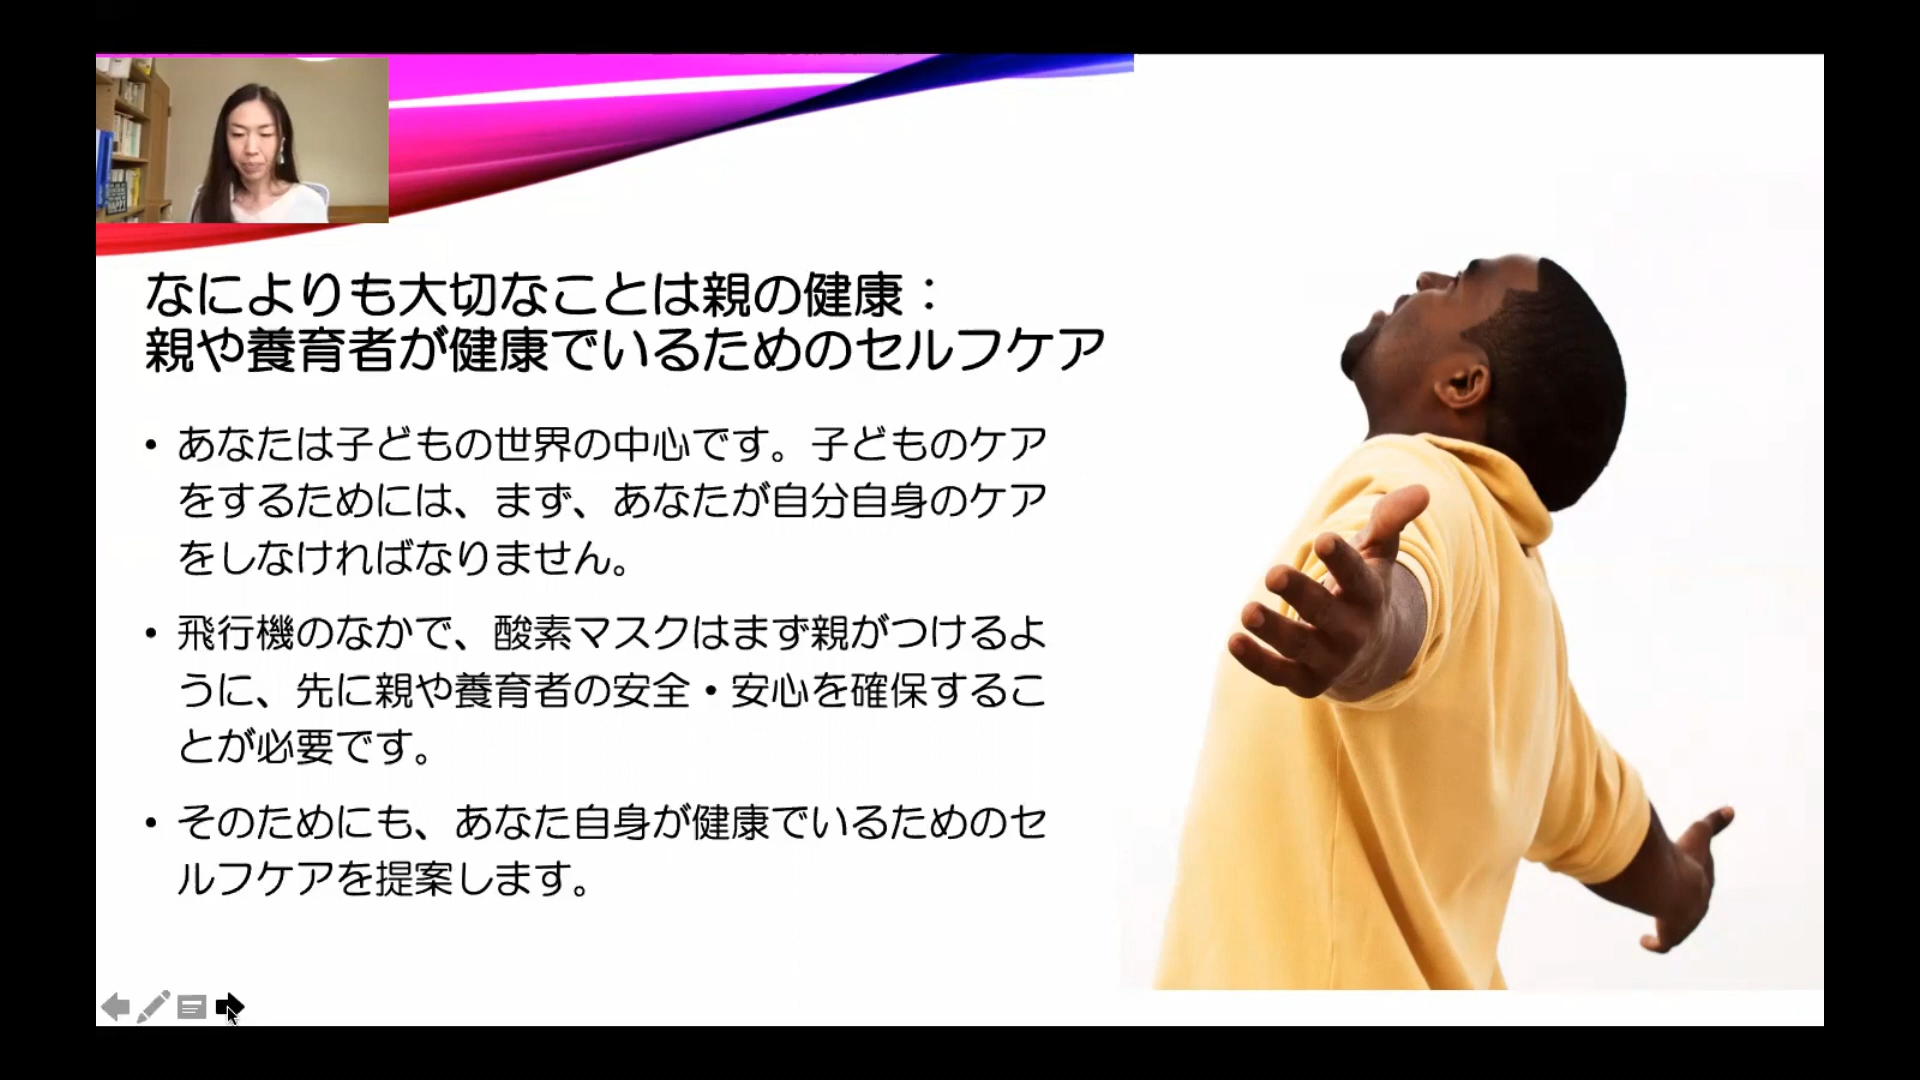 なによりも大切なことは親の健康：
親や養育者が健康でいるためのセルフケア
• あなたは子どもの世界の中心です。子どものケア
をするためには、まず、あなたが自分自身のケア
をしなければなりません。
• 飛行機のなかで、酸素マスクはまず親がつけるよ
うに、先に親や養育者の安全・安心を確保するこ
とが必要です。
• そのためにも、あなた自身が健康でいるためのセ
ルフケアを提案します。